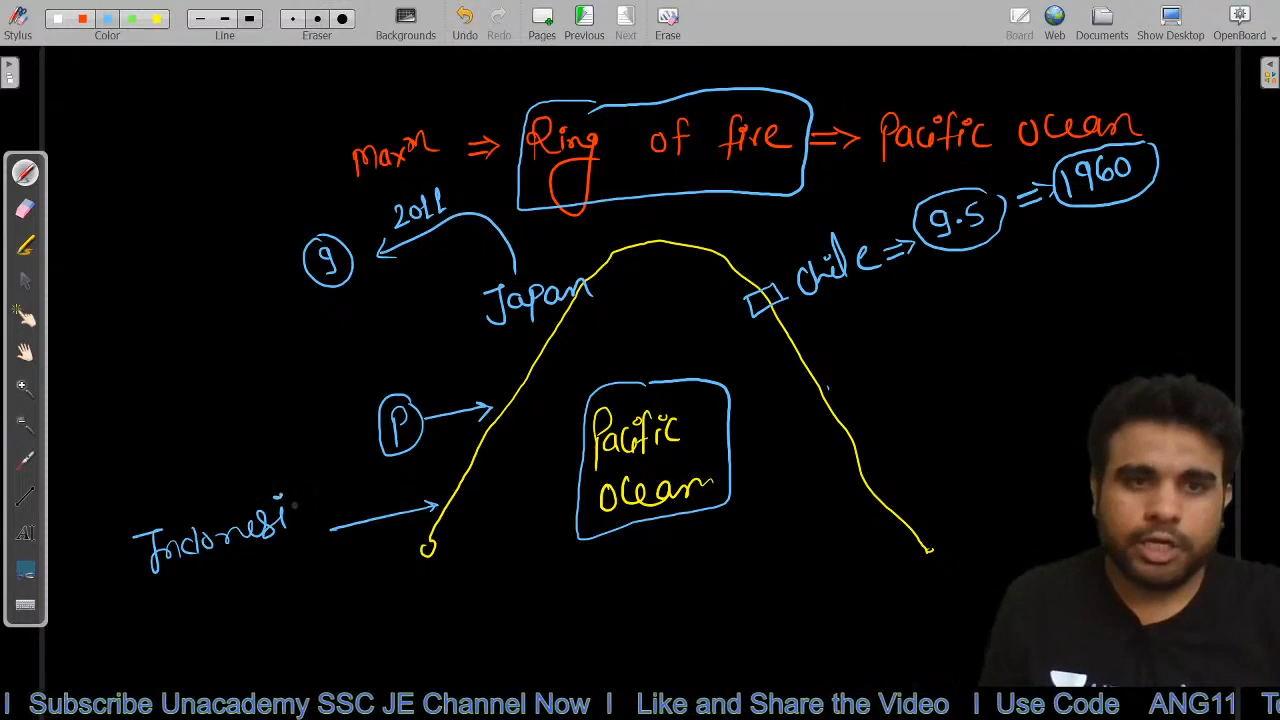 Stylus
Color
Line
Eraser
Backgrounds
Undo
Redo
Pages
Previous
Next
Erase
Board
Web
Documents
Show Desktop
OpenBoard
Maxm ⇒ Ring of fire ⇒ Pacific Ocean
9
2011
Japan
Chile ⇒ 9.5 ⇒ 1960
P
Pacific
Ocean
Indonesi
I Subscribe Unacademy SSC JE Channel Now I Like and Share the Video I Use Code ANG11 To